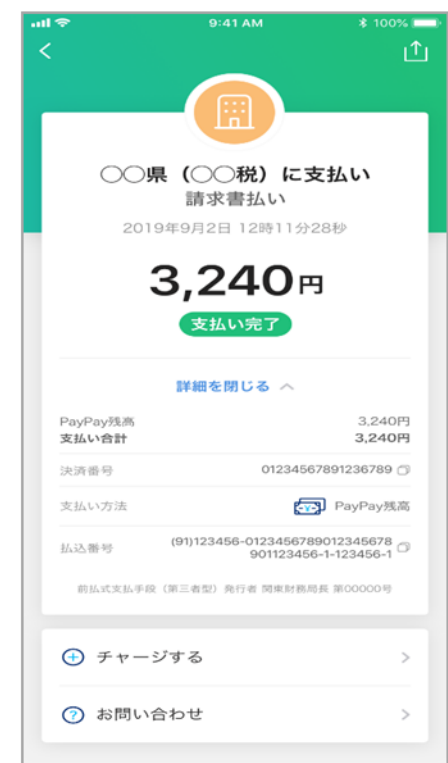 9:41 AM
100%
○○県（○○税）に支払い
請求書払い
2019年9月2日 12時11分28秒
3,240円
支払い完了
詳細を閉じる
PayPay残高 3,240円
支払い合計 3,240円
決済番号 01234567891236789
支払い方法 PayPay残高
払込番号 (91)123456-0123456789012345678
901123456-1-123456-1
前払式支払手段（第三者型）発行者 関東財務局長 第00000号
チャージする
お問い合わせ